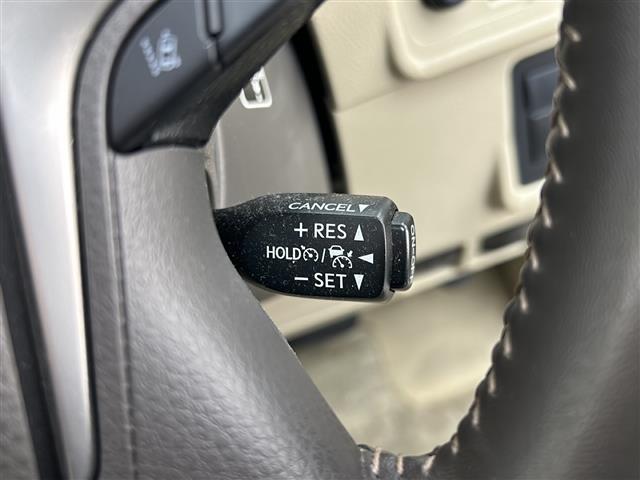 CANCEL▼
+ RES ▲
HOLD / ◀
− SET ▼